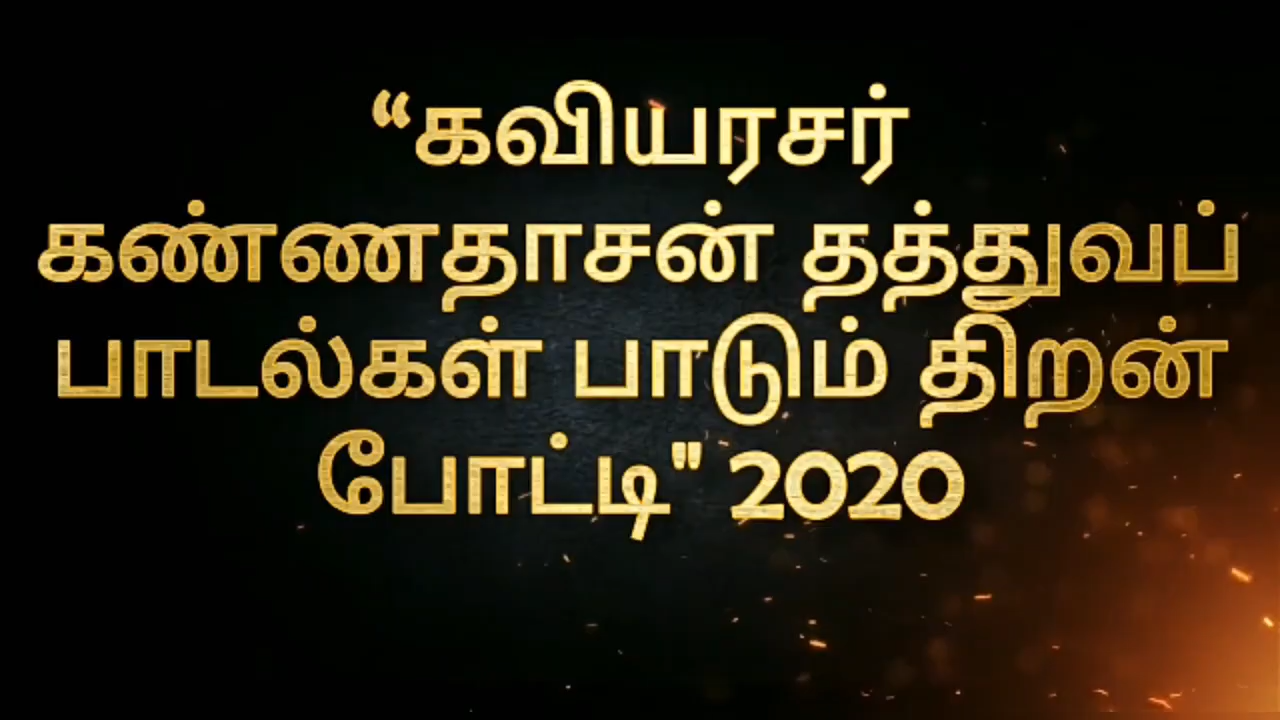 “கவியரசர்
கண்ணதாசன் தத்துவப்
பாடல்கள் பாடும் திறன்
போட்டி" 2020